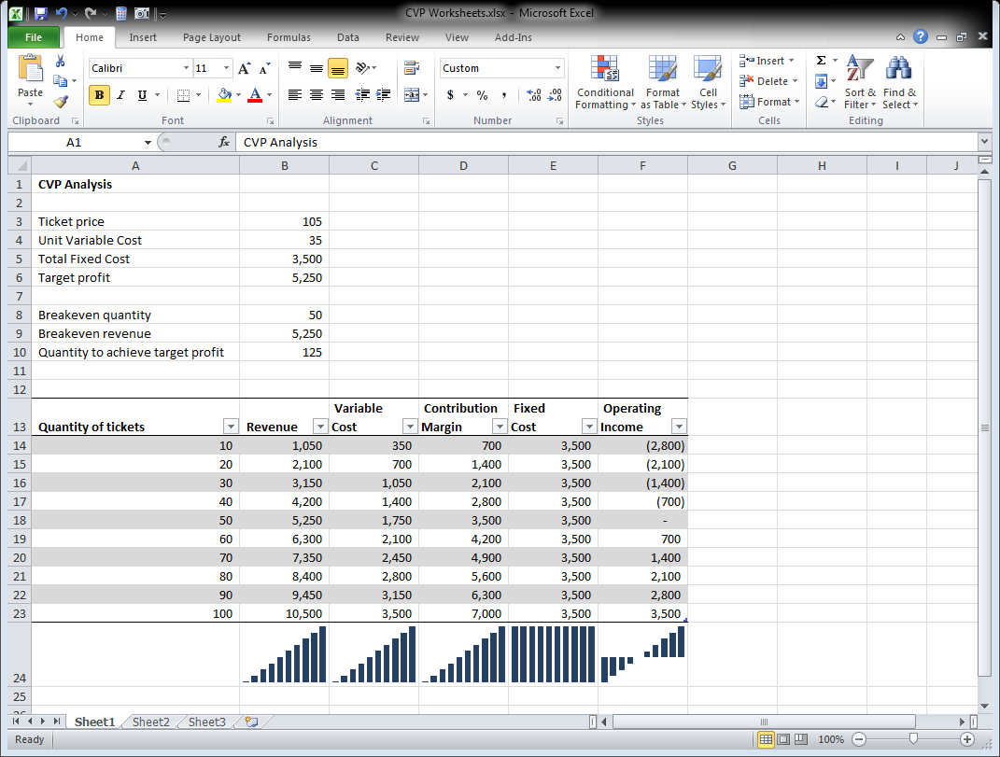 CVP Worksheets.xlsx - Microsoft Excel
File Home Insert Page Layout Formulas Data Review View Add-Ins
Paste
Calibri 11
B I U
Custom
$ % ,
Conditional Formatting
Format as Table
Cell Styles
Insert
Delete
Format
Σ
Sort & Filter
Find & Select
Clipboard Font Alignment Number Styles Cells Editing
A1 fx CVP Analysis
A B C D E F G H I J
1 CVP Analysis
2
3 Ticket price 105
4 Unit Variable Cost 35
5 Total Fixed Cost 3,500
6 Target profit 5,250
7
8 Breakeven quantity 50
9 Breakeven revenue 5,250
10 Quantity to achieve target profit 125
11
12
13 Quantity of tickets Revenue Variable Cost Contribution Margin Fixed Cost Operating Income
14 10 1,050 350 700 3,500 (2,800)
15 20 2,100 700 1,400 3,500 (2,100)
16 30 3,150 1,050 2,100 3,500 (1,400)
17 40 4,200 1,400 2,800 3,500 (700)
18 50 5,250 1,750 3,500 3,500 -
19 60 6,300 2,100 4,200 3,500 700
20 70 7,350 2,450 4,900 3,500 1,400
21 80 8,400 2,800 5,600 3,500 2,100
22 90 9,450 3,150 6,300 3,500 2,800
23 100 10,500 3,500 7,000 3,500 3,500
24
25
26
Sheet1 Sheet2 Sheet3
Ready 100%